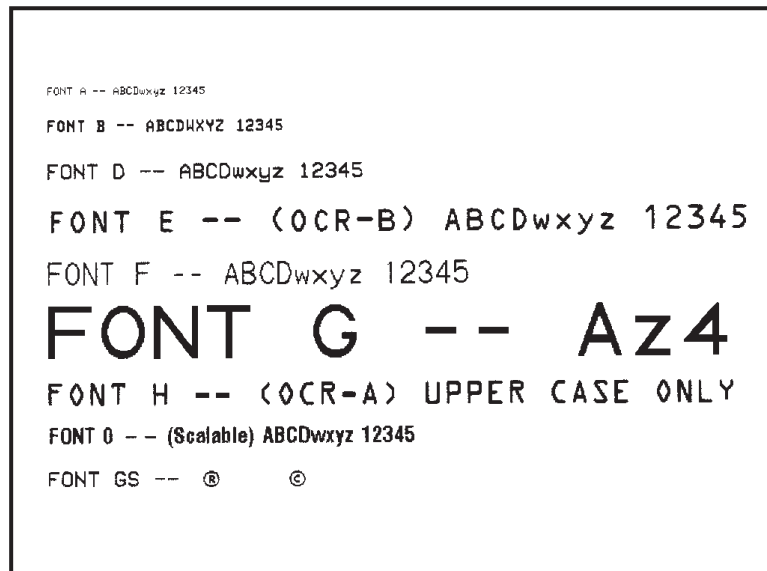 FONT A -- ABCDwxyz 12345
FONT B -- ABCDWXYZ 12345
FONT D -- ABCDwxyz 12345
FONT E -- (OCR-B) ABCDwxyz 12345
FONT F -- ABCDwxyz 12345
FONT G -- Az4
FONT H -- (OCR-A) UPPER CASE ONLY
FONT 0 - - (Scalable) ABCDwxyz 12345
FONT GS -- ® ©